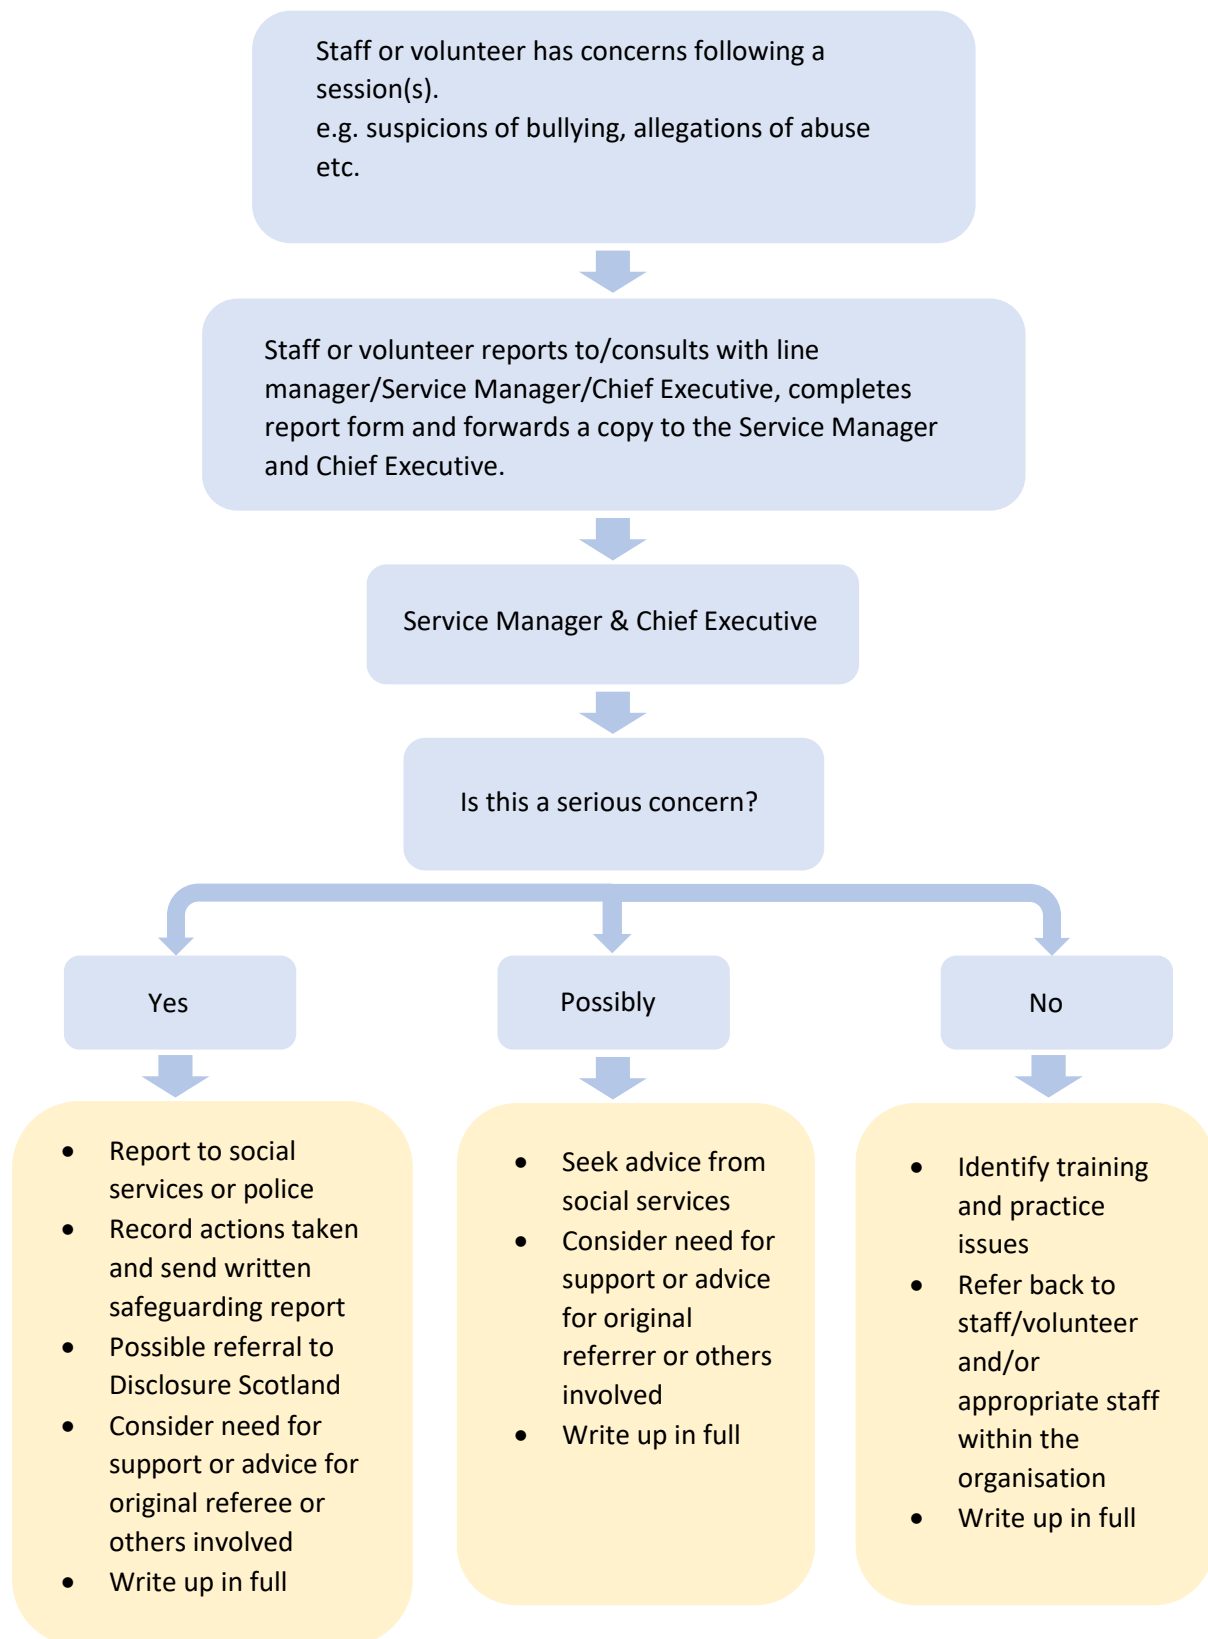 Staff or volunteer has concerns following a
session(s).
e.g. suspicions of bullying, allegations of abuse
etc.
Staff or volunteer reports to/consults with line
manager/Service Manager/Chief Executive, completes
report form and forwards a copy to the Service Manager
and Chief Executive.
Service Manager & Chief Executive
Is this a serious concern?
Yes
Possibly
No
• Report to social
services or police
• Record actions taken
and send written
safeguarding report
• Possible referral to
Disclosure Scotland
• Consider need for
support or advice for
original referee or
others involved
• Write up in full
• Seek advice from
social services
• Consider need for
support or advice
for original
referrer or others
involved
• Write up in full
• Identify training
and practice
issues
• Refer back to
staff/volunteer
and/or
appropriate staff
within the
organisation
• Write up in full